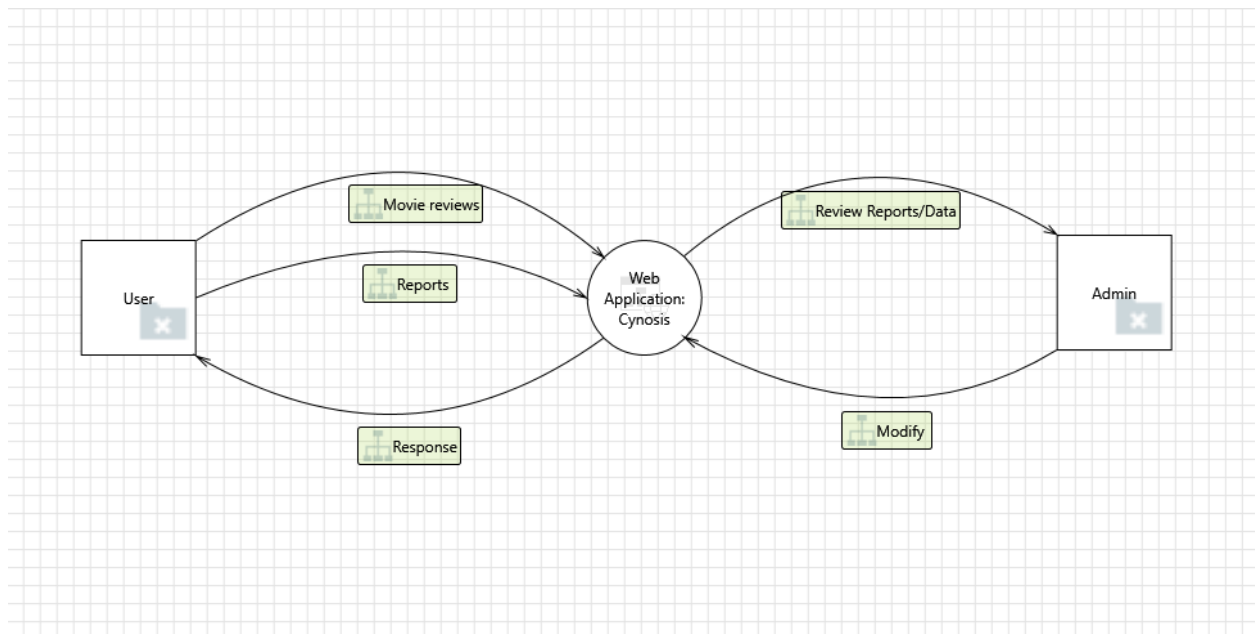 Movie reviews
Review Reports/Data
Reports
User
Web
Application:
Cynosis
Admin
Response
Modify